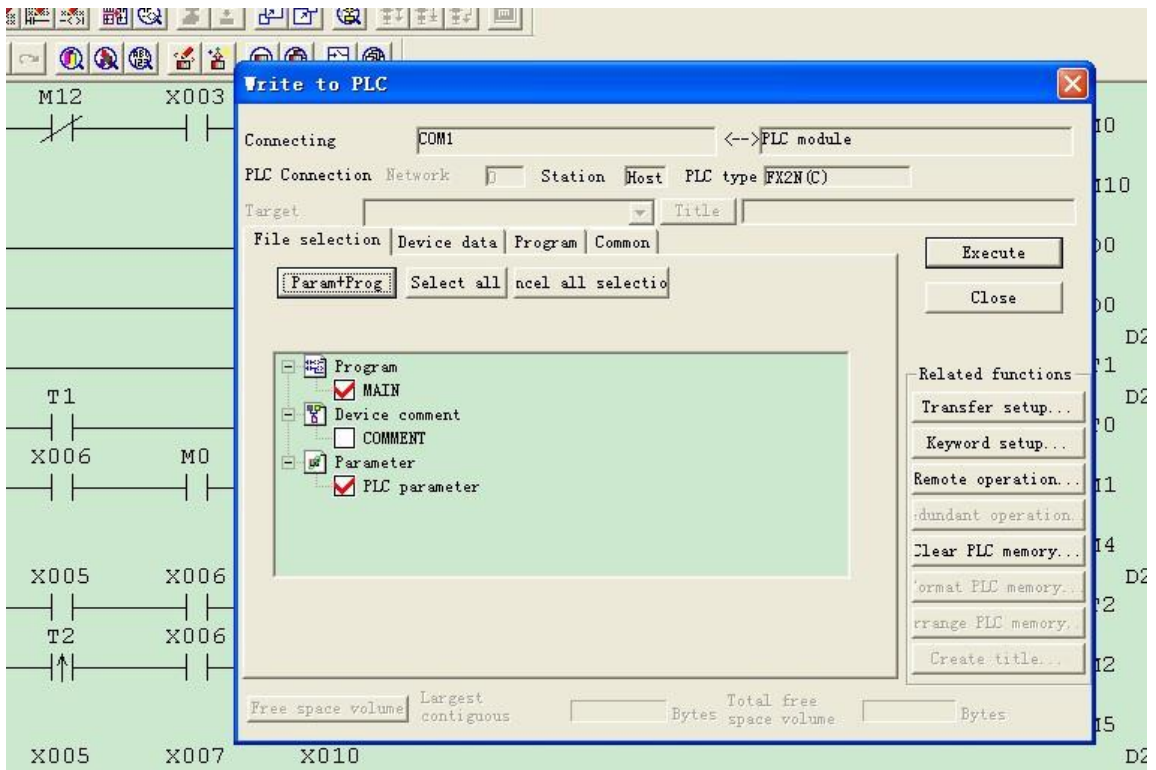 Write to PLC
M12 X003
Connecting COM1 <--> PLC module
PLC Connection Network 0 Station Host PLC type FX2N(C)
Target Title
File selection Device data Program Common
Execute
Param+Prog Select all ncel all selectio
Close
Program
MAIN
Device comment
COMMENT
Parameter
PLC parameter
Related functions
Transfer setup...
Keyword setup...
Remote operation...
dundant operation.
Clear PLC memory...
ormat PLC memory..
rrange PLC memory.
Create title...
Free space volume Largest contiguous Bytes Total free space volume Bytes
T1
X006 M0
X005 X006
T2 X006
X005 X007 X010